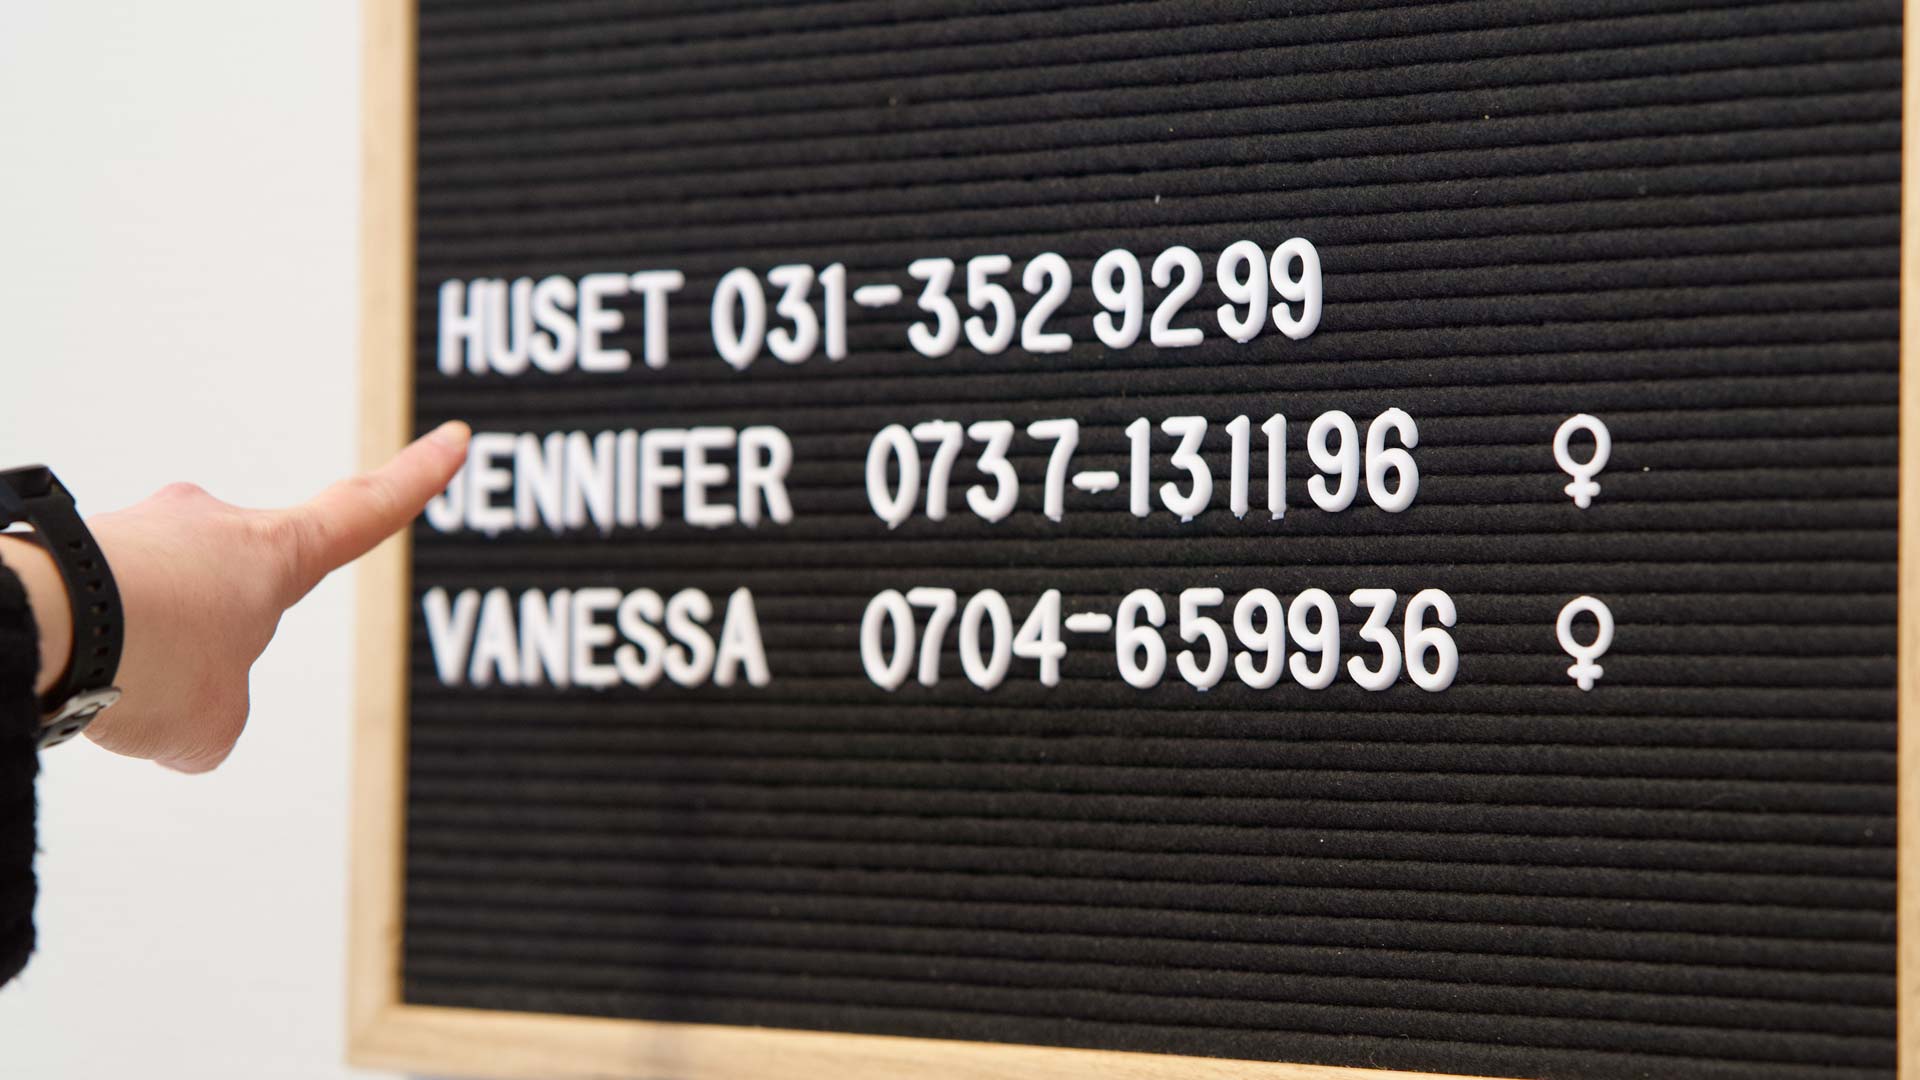 HUSET 031-352 92 99
JENNIFER 0737-131196 ♀
VANESSA 0704-659936 ♀